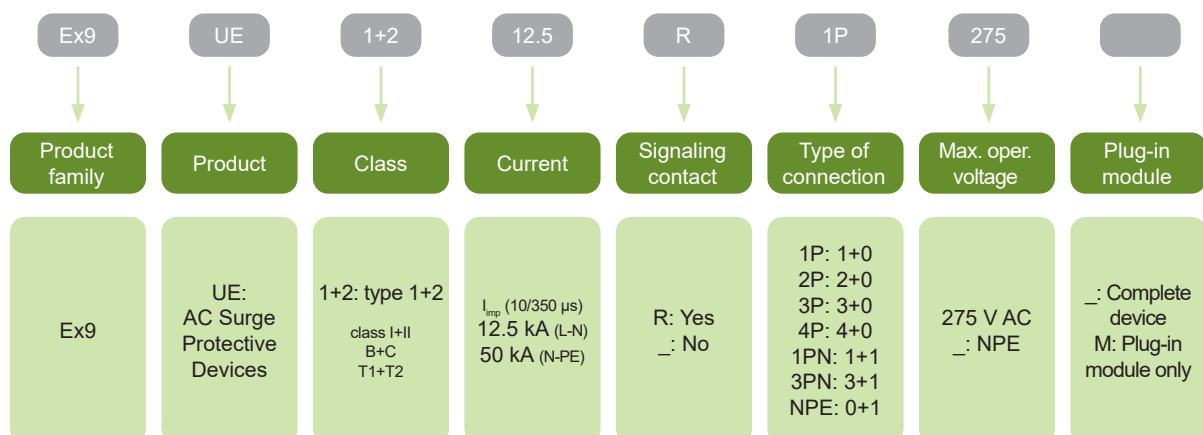 Ex9
UE
1+2
12.5
R
1P
275
Product
family
Product
Class
Current
Signaling
contact
Type of
connection
Max. oper.
voltage
Plug-in
module
Ex9
UE:
AC Surge
Protective
Devices
1+2: type 1+2
class I+II
B+C
T1+T2
Iimp (10/350 µs)
12.5 kA (L-N)
50 kA (N-PE)
R: Yes
_: No
1P: 1+0
2P: 2+0
3P: 3+0
4P: 4+0
1PN: 1+1
3PN: 3+1
NPE: 0+1
275 V AC
_: NPE
_: Complete
device
M: Plug-in
module only